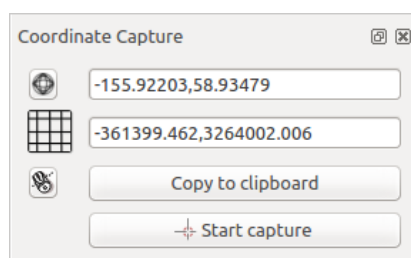 Coordinate Capture
-155.92203,58.93479
-361399.462,3264002.006
Copy to clipboard
Start capture